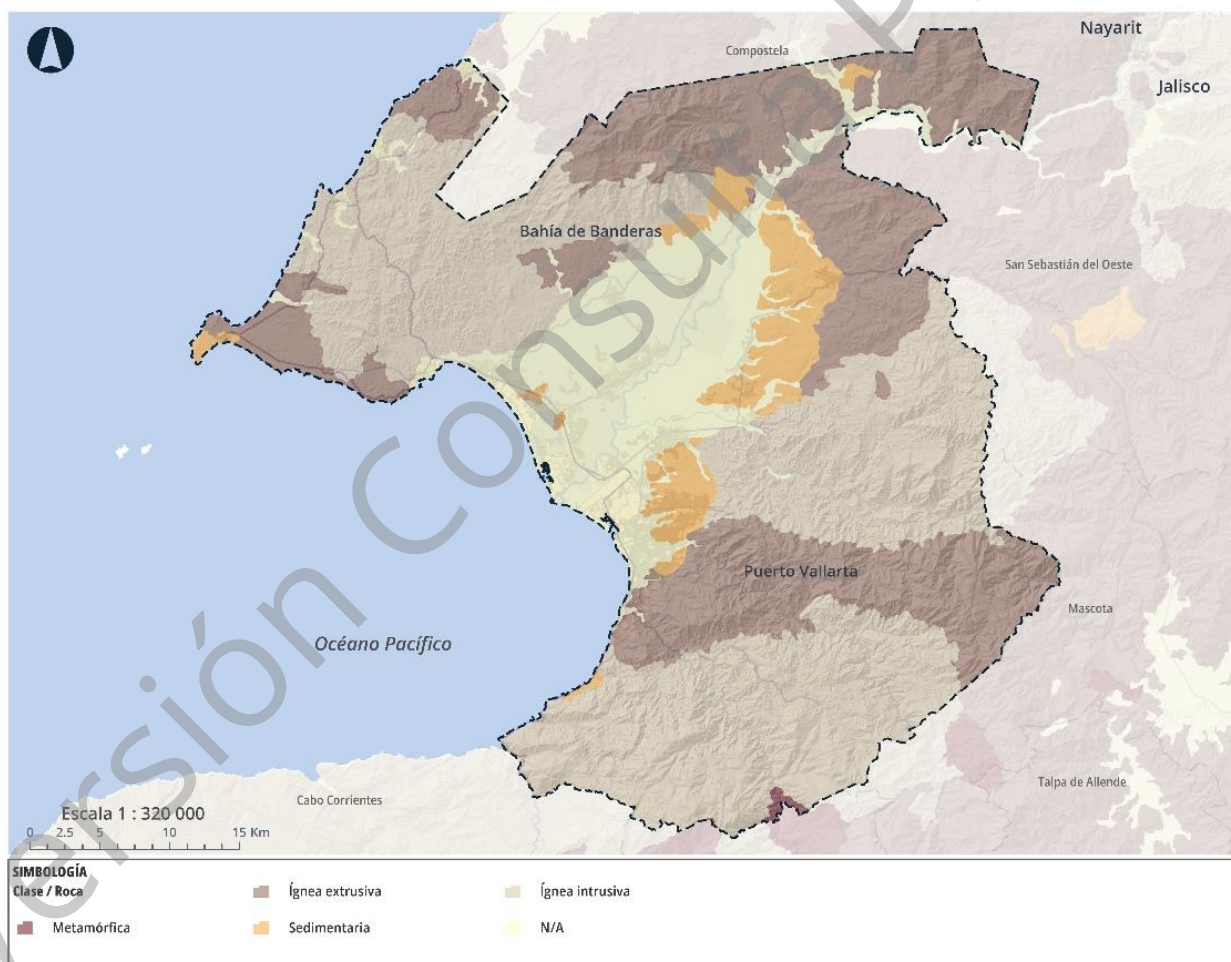 Nayarit
Compostela
Jalisco
Bahía de Banderas
San Sebastián del Oeste
Puerto Vallarta
Mascota
Océano Pacífico
Talpa de Allende
Cabo Corrientes
Escala 1 : 320 000
0 2.5 5 10 15 Km
SIMBOLOGÍA
Clase / Roca
Ígnea extrusiva
Ígnea intrusiva
Metamórfica
Sedimentaria
N/A
Versión Consulta P